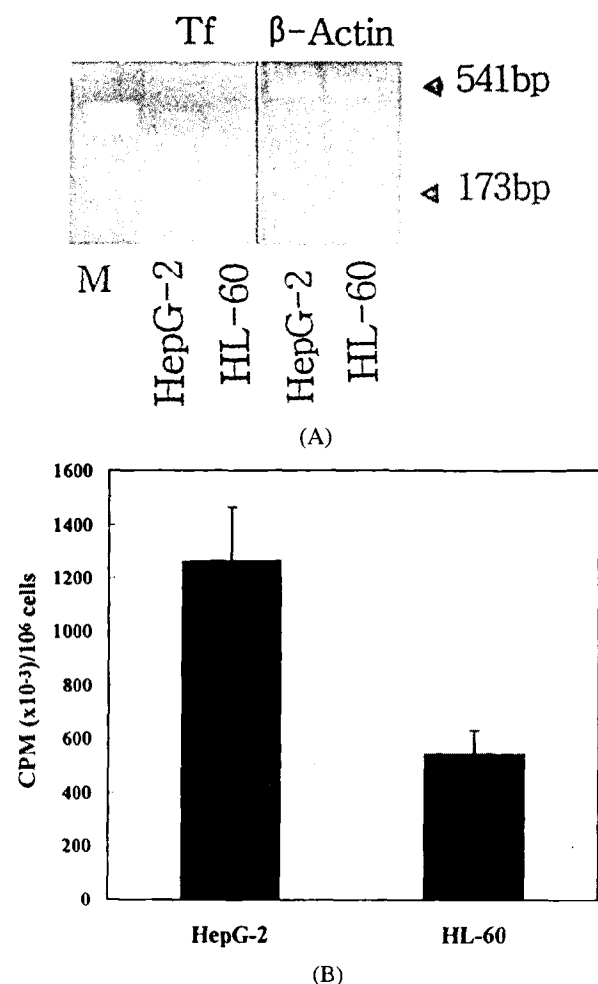 Tf β-Actin
541bp
173bp
M HepG-2 HL-60 HepG-2 HL-60
(A)
1600
1400
1200
1000
800
600
400
200
0
CPM (x10-3)/10⁶ cells
HepG-2 HL-60
(B)